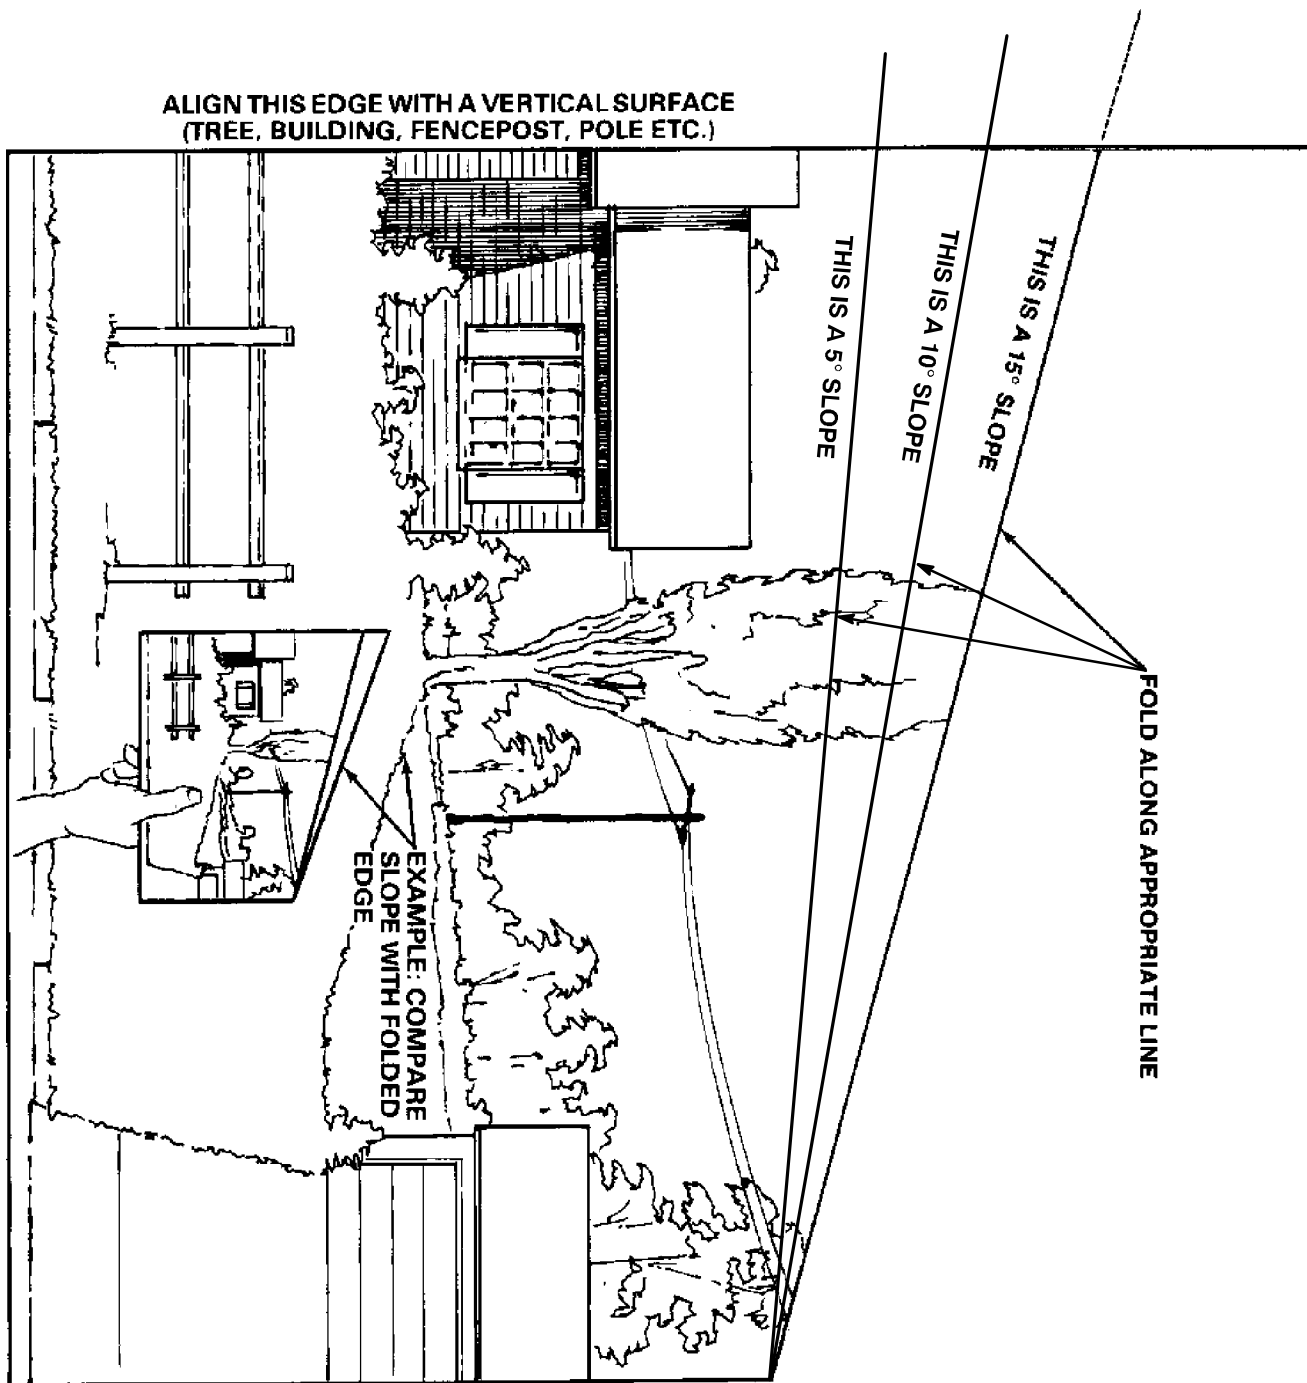 ALIGN THIS EDGE WITH A VERTICAL SURFACE
(TREE, BUILDING, FENCEPOST, POLE ETC.)
THIS IS A 15° SLOPE
THIS IS A 10° SLOPE
THIS IS A 5° SLOPE
FOLD ALONG APPROPRIATE LINE
EXAMPLE: COMPARE
SLOPE WITH FOLDED
EDGE